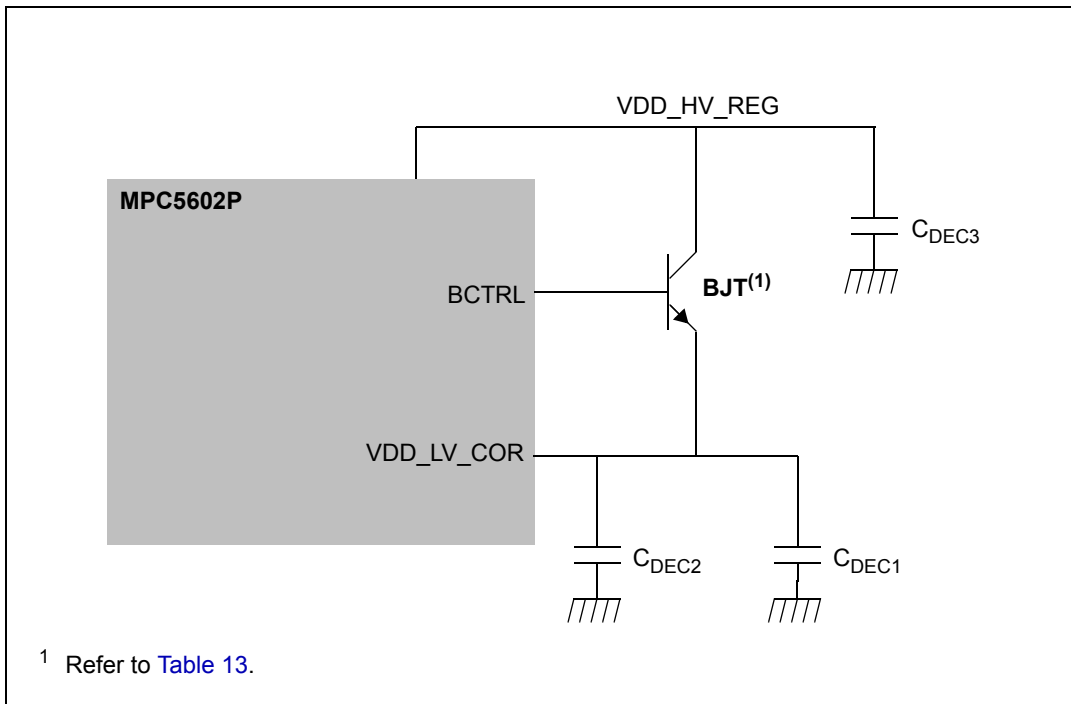 VDD_HV_REG
MPC5602P
CDEC3
BJT(1)
BCTRL
VDD_LV_COR
CDEC2
CDEC1
1 Refer to Table 13.